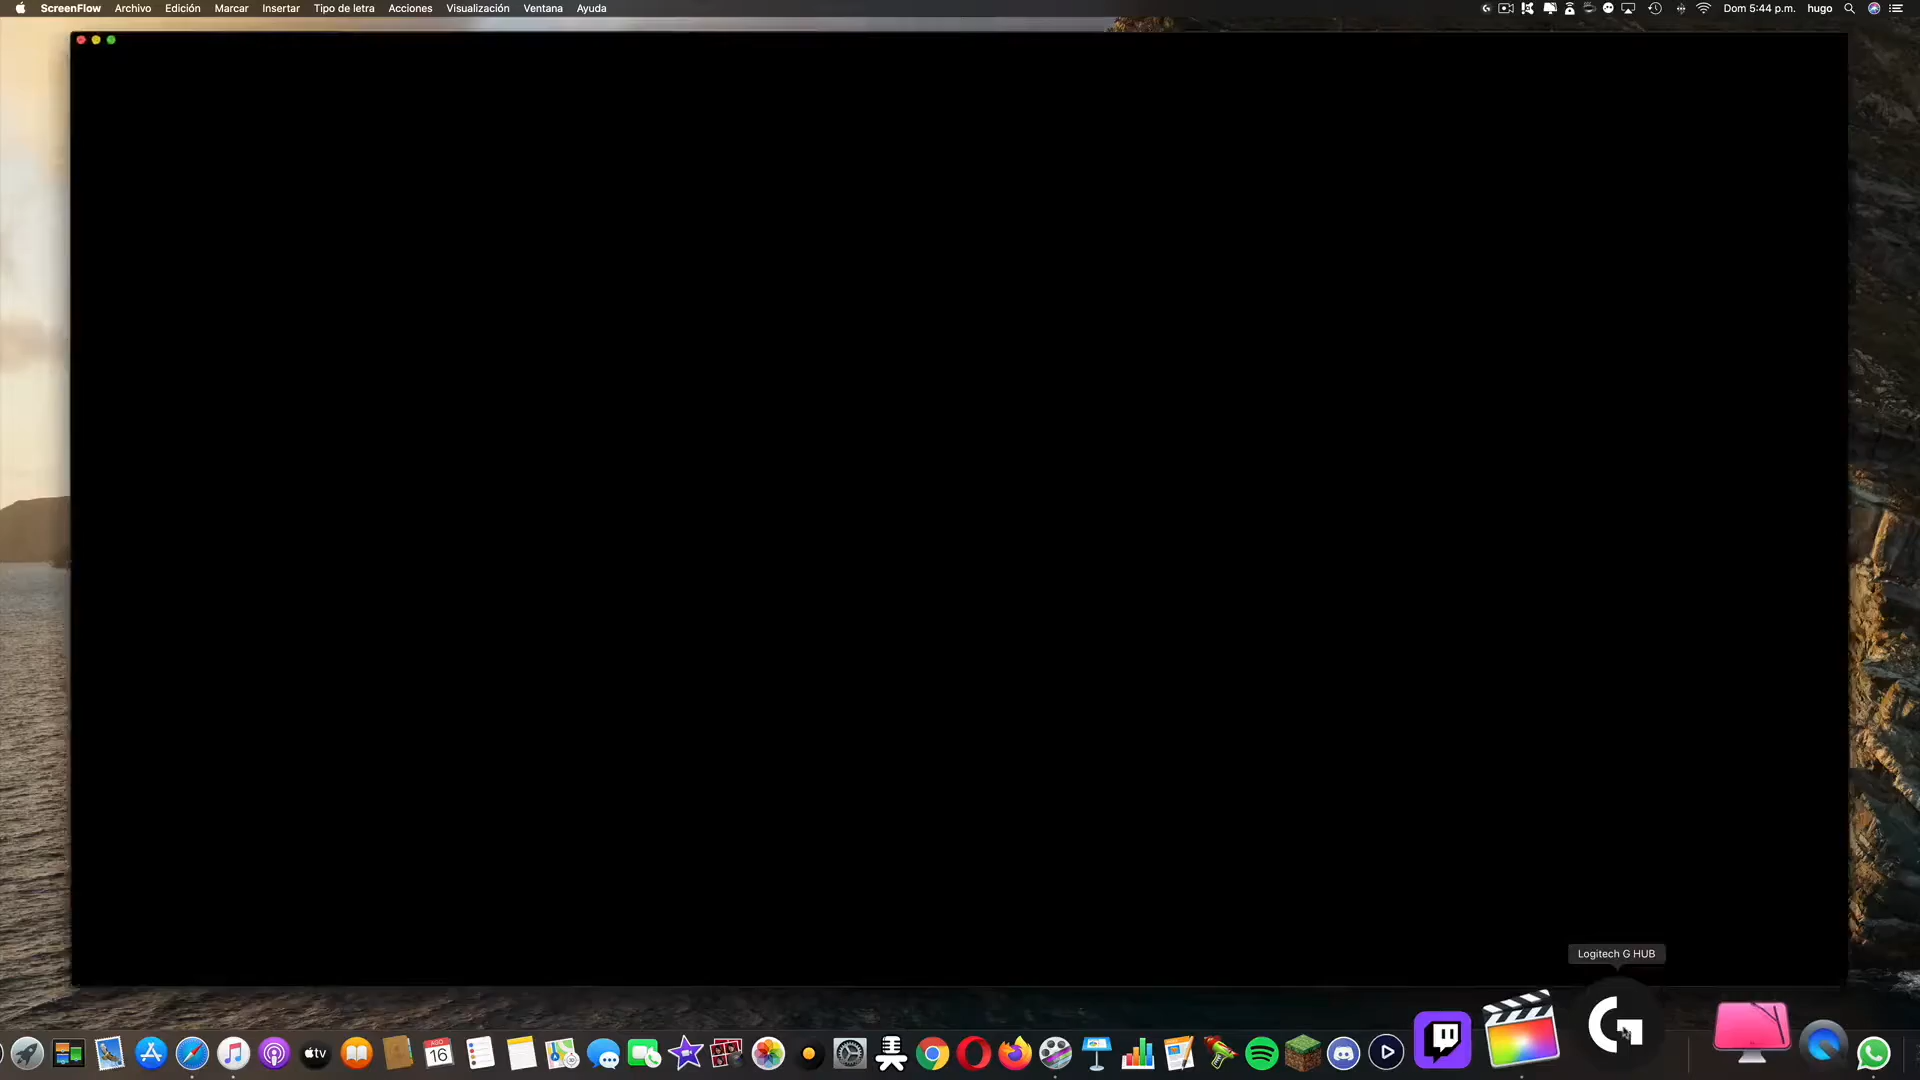 ScreenFlow Archivo Edición Marcar Insertar Tipo de letra Acciones Visualización Ventana Ayuda Dom 5:44 p.m. hugo
Logitech G HUB
tv
AGO
16